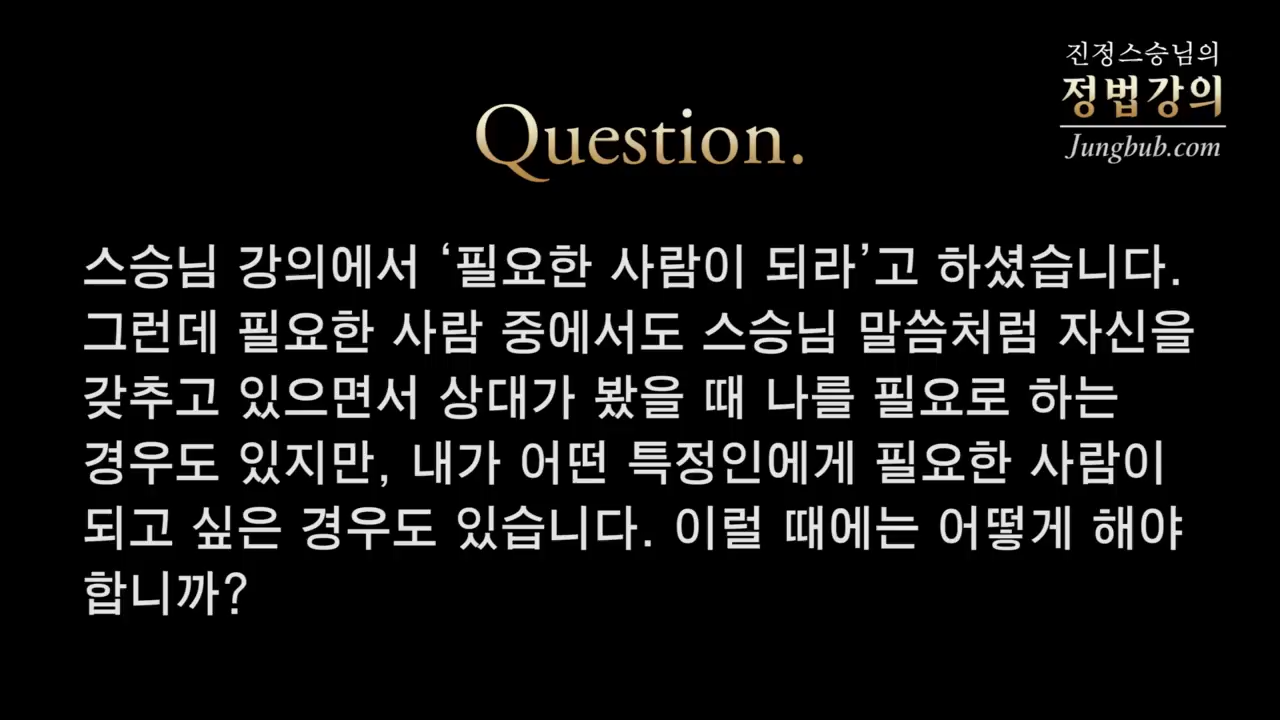 진정스승님의
정법강의
Jungbub.com
Question.
스승님 강의에서 ‘필요한 사람이 되라’고 하셨습니다.
그런데 필요한 사람 중에서도 스승님 말씀처럼 자신을
갖추고 있으면서 상대가 봤을 때 나를 필요로 하는
경우도 있지만, 내가 어떤 특정인에게 필요한 사람이
되고 싶은 경우도 있습니다. 이럴 때에는 어떻게 해야
합니까?